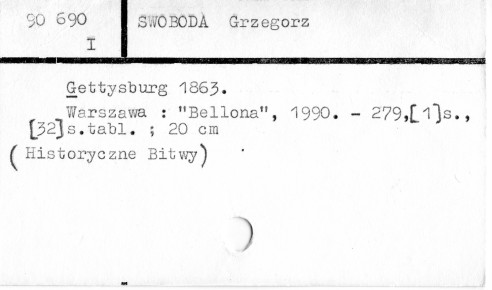 90 690 SWOBODA Grzegorz
I
Gettysburg 1863.
Warszawa : "Bellona", 1990. - 279,[1]s.,
[32]s.tabl. ; 20 cm
(Historyczne Bitwy)